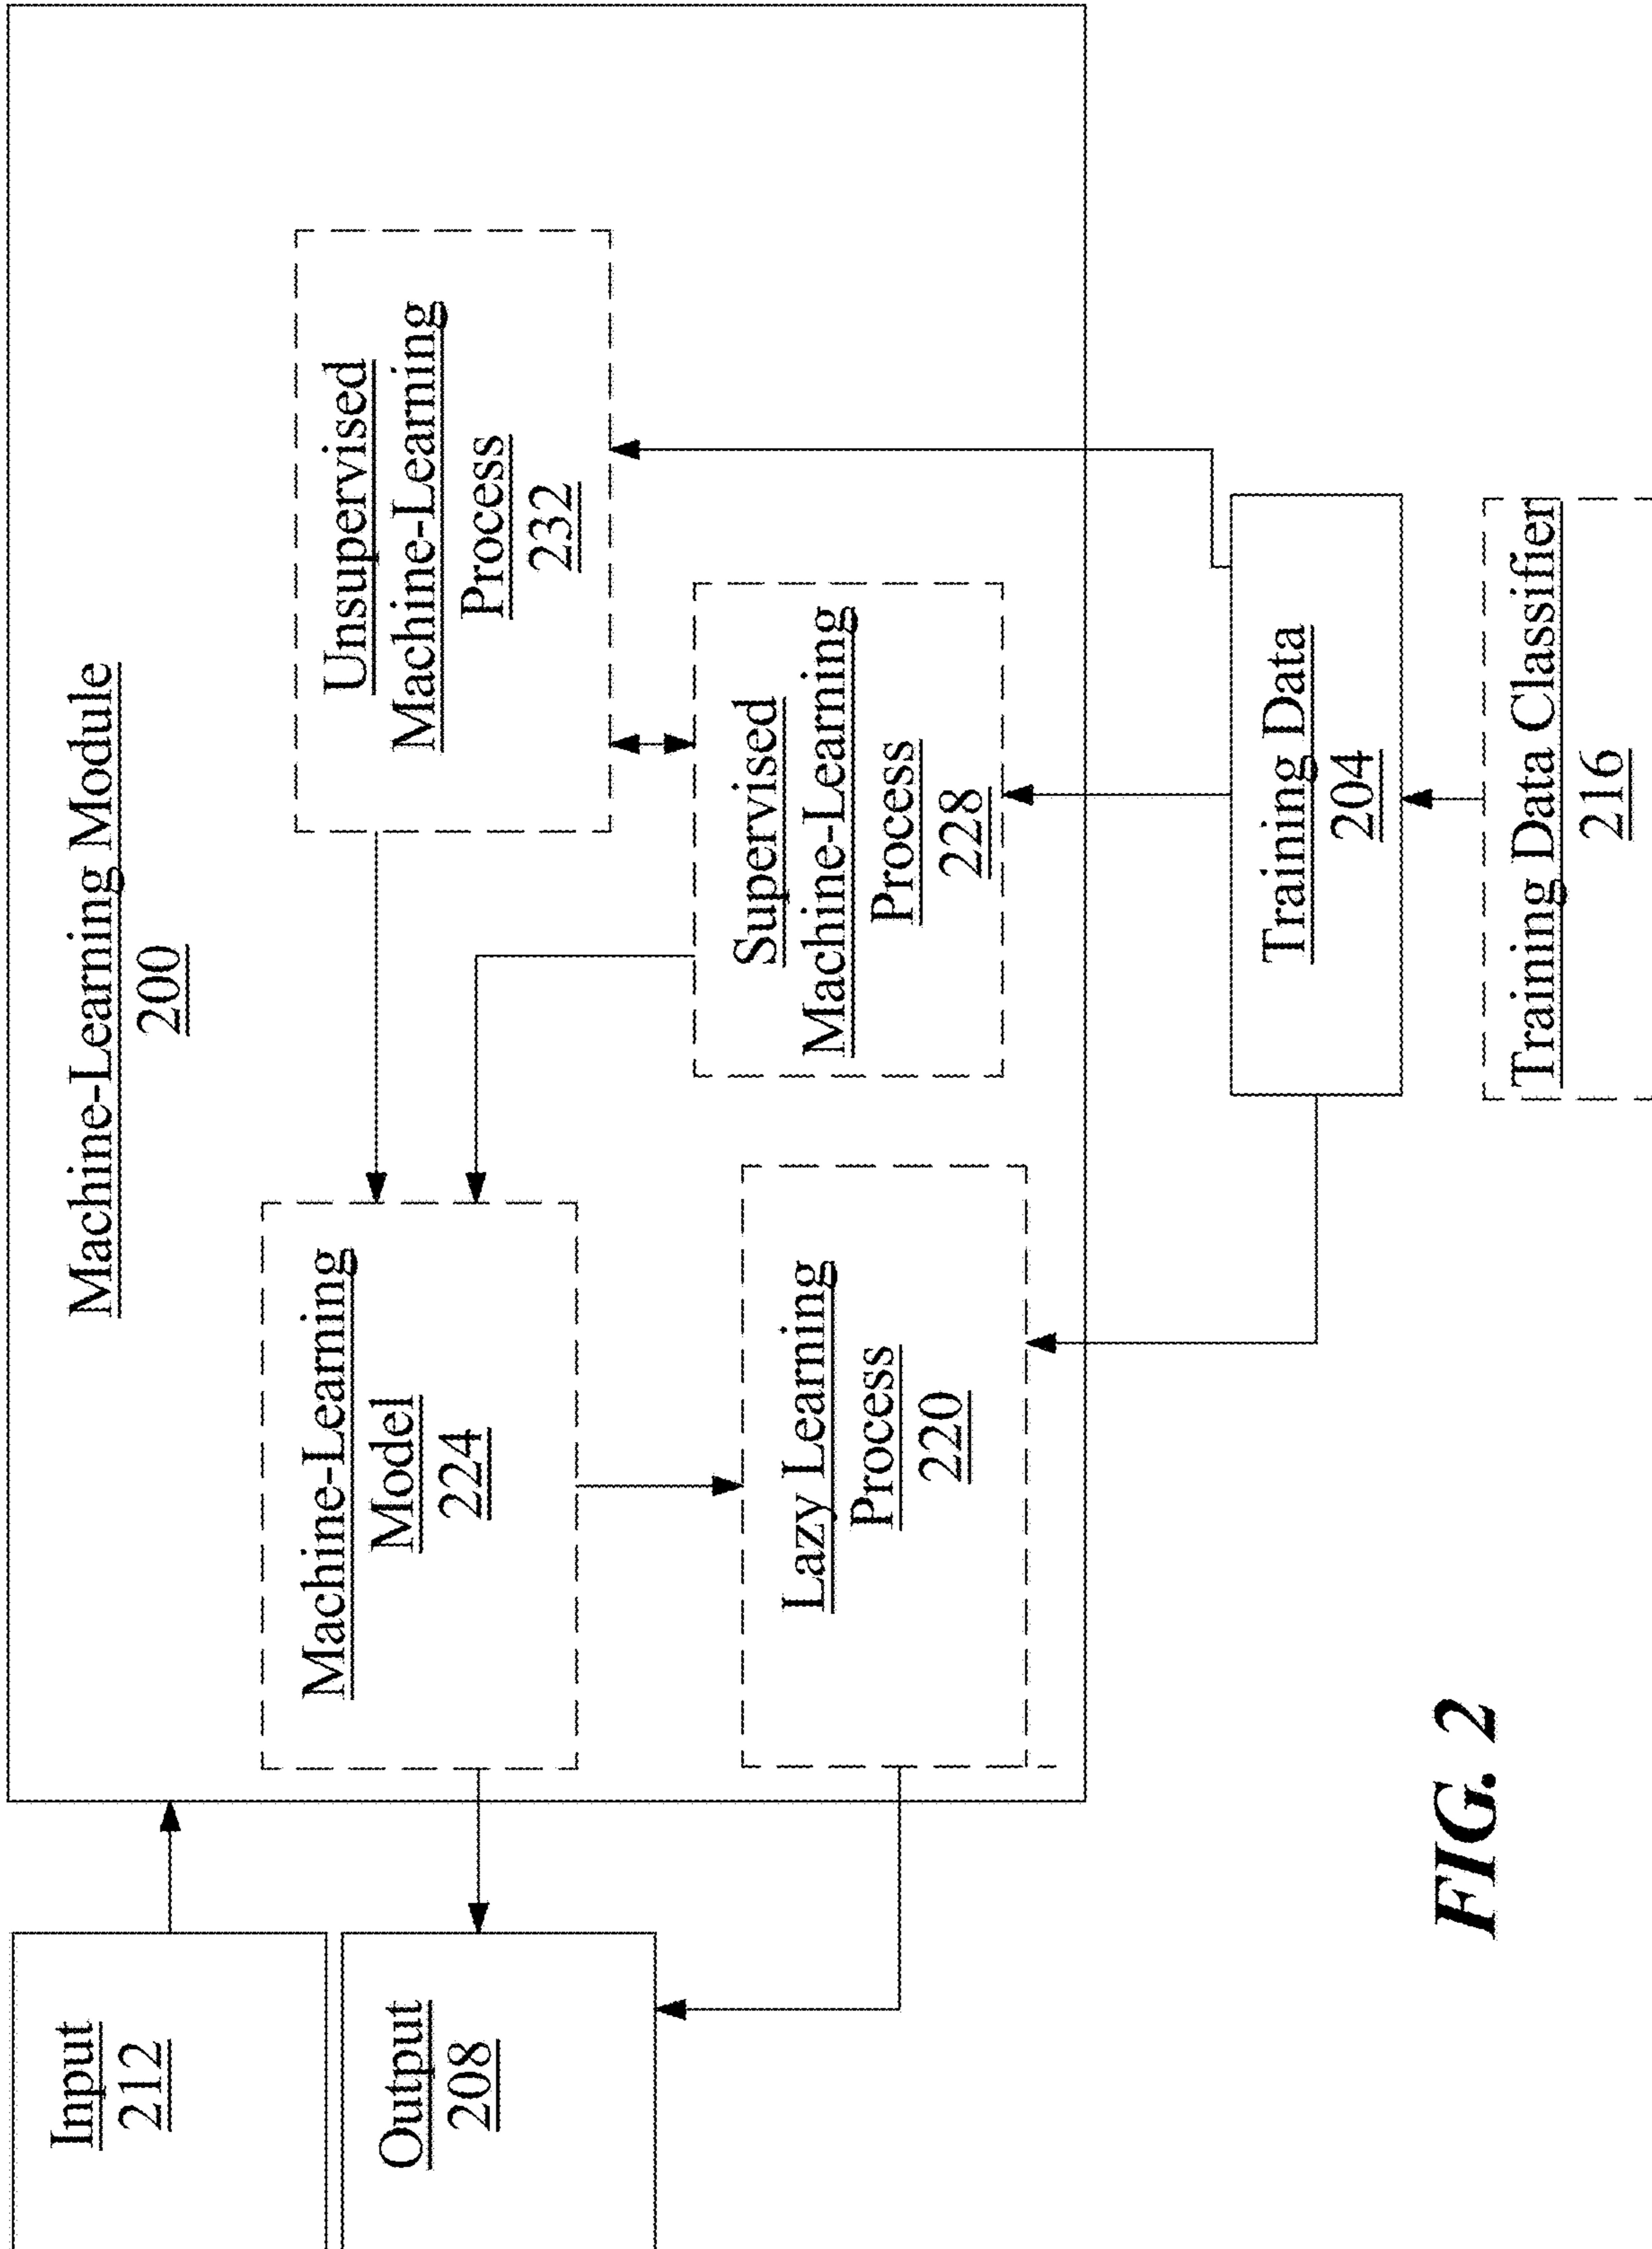 Machine-Learning Module
200
Input
212
Output
208
Machine-Learning
Model
224
Unsupervised
Machine-Learning
Process
232
Supervised
Machine-Learning
Process
228
Lazy Learning
Process
220
Training Data
204
Training Data Classifier
216
FIG. 2